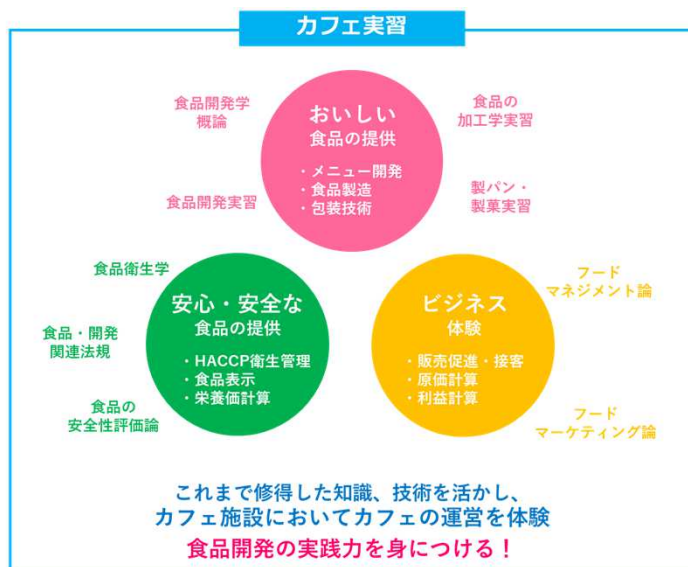 カフェ実習
食品開発学
概論
食品開発実習
おいしい
食品の提供
・メニュー開発
・食品製造
・包装技術
食品の
加工学実習
製パン・
製菓実習
食品衛生学
食品・開発
関連法規
食品の
安全性評価論
安心・安全な
食品の提供
・HACCP衛生管理
・食品表示
・栄養価計算
ビジネス
体験
・販売促進・接客
・原価計算
・利益計算
フード
マネジメント論
フード
マーケティング論
これまで修得した知識、技術を活かし、
カフェ施設においてカフェの運営を体験
食品開発の実践力を身につける！